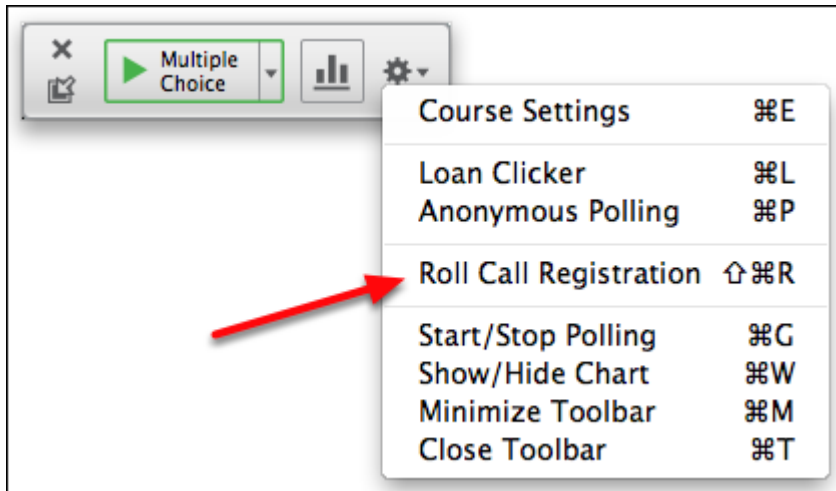 Multiple
Choice
Course Settings ⌘E
Loan Clicker ⌘L
Anonymous Polling ⌘P
Roll Call Registration ⇧⌘R
Start/Stop Polling ⌘G
Show/Hide Chart ⌘W
Minimize Toolbar ⌘M
Close Toolbar ⌘T